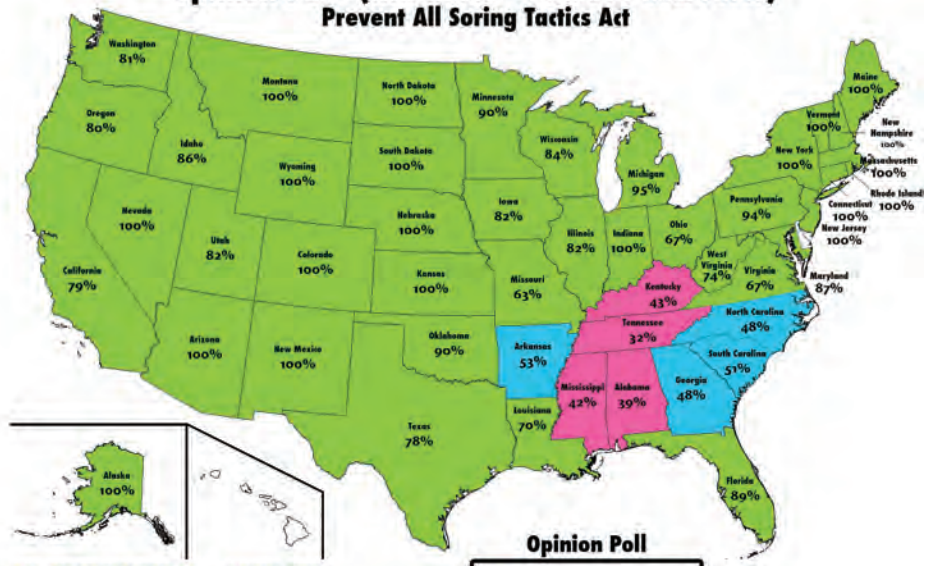 Prevent All Soring Tactics Act
Washington
81%
Montana
100%
North Dakota
100%
Minnesota
90%
Maine
100%
Oregon
80%
Idaho
86%
Wyoming
100%
South Dakota
100%
Wisconsin
84%
Michigan
95%
Vermont
100%
New
Hampshire
100%
New York
100%
Massachusetts
100%
Rhode Island
100%
Connecticut
100%
New Jersey
100%
Nevada
100%
Utah
82%
Colorado
100%
Nebraska
100%
Iowa
82%
Illinois
82%
Indiana
100%
Ohio
67%
Pennsylvania
94%
California
79%
Kansas
100%
Missouri
63%
West
Virginia
74%
Virginia
67%
Maryland
87%
Kentucky
43%
Arizona
100%
New Mexico
100%
Oklahoma
90%
Arkansas
53%
Tennessee
32%
North Carolina
48%
South Carolina
51%
Mississippi
42%
Alabama
39%
Georgia
48%
Texas
78%
Louisiana
70%
Florida
89%
Alaska
100%
Opinion Poll